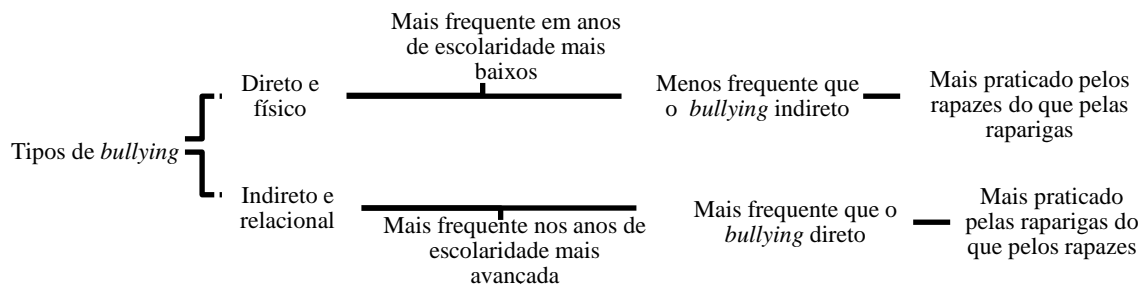 Tipos de bullying
Direto e
físico
Mais frequente em anos
de escolaridade mais
baixos
Menos frequente que
o bullying indireto
Mais praticado pelos
rapazes do que pelas
raparigas
Indireto e
relacional
Mais frequente nos anos de
escolaridade mais
avançada
Mais frequente que o
bullying direto
Mais praticado
pelas raparigas do
que pelos rapazes